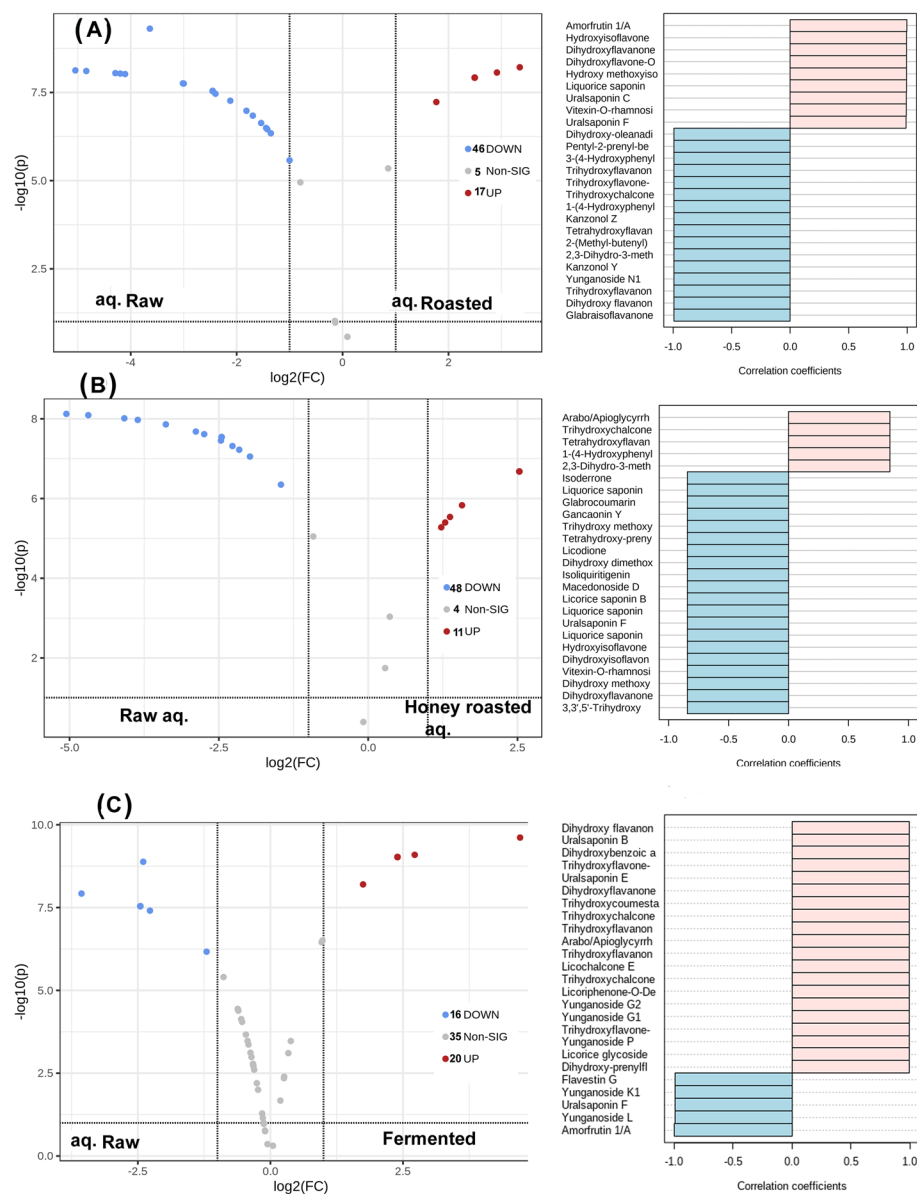 (A)
7.5
5.0
2.5
-log10(p)
46 DOWN
5 Non-SIG
17 UP
aq. Raw
aq. Roasted
-4
-2
0
2
log2(FC)
Amorfrutin 1/A
Hydroxyisoflavone
Dihydroxyflavanone
Dihydroxyflavone-O
Hydroxy methoxyiso
Liquorice saponin
Uralsaponin C
Vitexin-O-rhamnosi
Uralsaponin F
Dihydroxy-oleanadi
Pentyl-2-prenyl-be
3-(4-Hydroxyphenyl
Trihydroxyflavanon
Trihydroxyflavone-
Trihydroxychalcone
1-(4-Hydroxyphenyl
Kanzonol Z
Tetrahydroxyflavan
2-(Methyl-butenyl)
2,3-Dihydro-3-meth
Kanzonol Y
Yunganoside N1
Trihydroxyflavanon
Dihydroxy flavanon
Glabraisoflavanone
-1.0
-0.5
0.0
0.5
1.0
Correlation coefficients
(B)
8
6
4
2
-log10(p)
48 DOWN
4 Non-SIG
11 UP
Raw aq.
Honey roasted
aq.
-5.0
-2.5
0.0
2.5
log2(FC)
Arabo/Apioglycyrrh
Trihydroxychalcone
Tetrahydroxyflavan
1-(4-Hydroxyphenyl
2,3-Dihydro-3-meth
Isoderrone
Liquorice saponin
Glabrocoumarin
Gancaonin Y
Trihydroxy methoxy
Tetrahydroxy-preny
Licodione
Dihydroxy dimethox
Isoliquiritigenin
Macedonoside D
Licorice saponin B
Liquorice saponin
Uralsaponin F
Liquorice saponin
Hydroxyisoflavone
Dihydroxyisoflavon
Vitexin-O-rhamnosi
Dihydroxy methoxy
Dihydroxyflavanone
3,3',5'-Trihydroxy
-1.0
-0.5
0.0
0.5
1.0
Correlation coefficients
(C)
10.0
7.5
5.0
2.5
0.0
-log10(p)
16 DOWN
35 Non-SIG
20 UP
aq. Raw
Fermented
-2.5
0.0
2.5
log2(FC)
Dihydroxy flavanon
Uralsaponin B
Dihydroxybenzoic a
Trihydroxyflavone-
Uralsaponin E
Dihydroxyflavanone
Trihydroxycoumesta
Trihydroxychalcone
Trihydroxyflavanon
Arabo/Apioglycyrrh
Trihydroxyflavanon
Licochalcone E
Trihydroxychalcone
Licoriphenone-O-De
Yunganoside G2
Yunganoside G1
Trihydroxyflavone-
Yunganoside P
Licorice glycoside
Dihydroxy-prenylfl
Flavestin G
Yunganoside K1
Uralsaponin F
Yunganoside L
Amorfrutin 1/A
-1.0
-0.5
0.0
0.5
1.0
Correlation coefficients